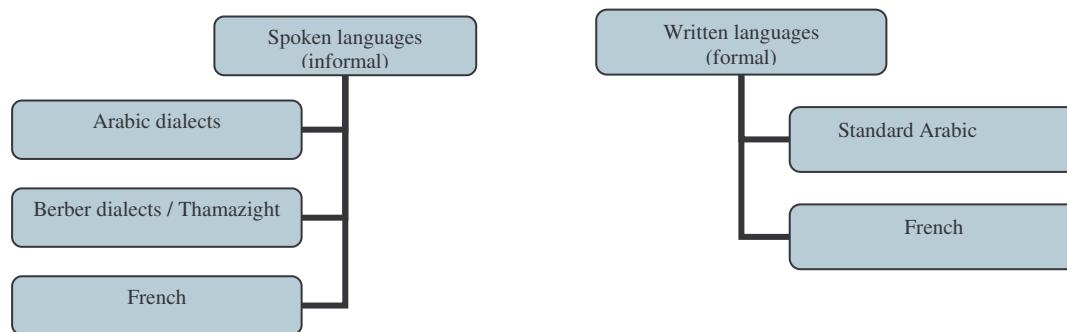 Spoken languages
(informal)
Arabic dialects
Berber dialects / Thamazight
French
Written languages
(formal)
Standard Arabic
French